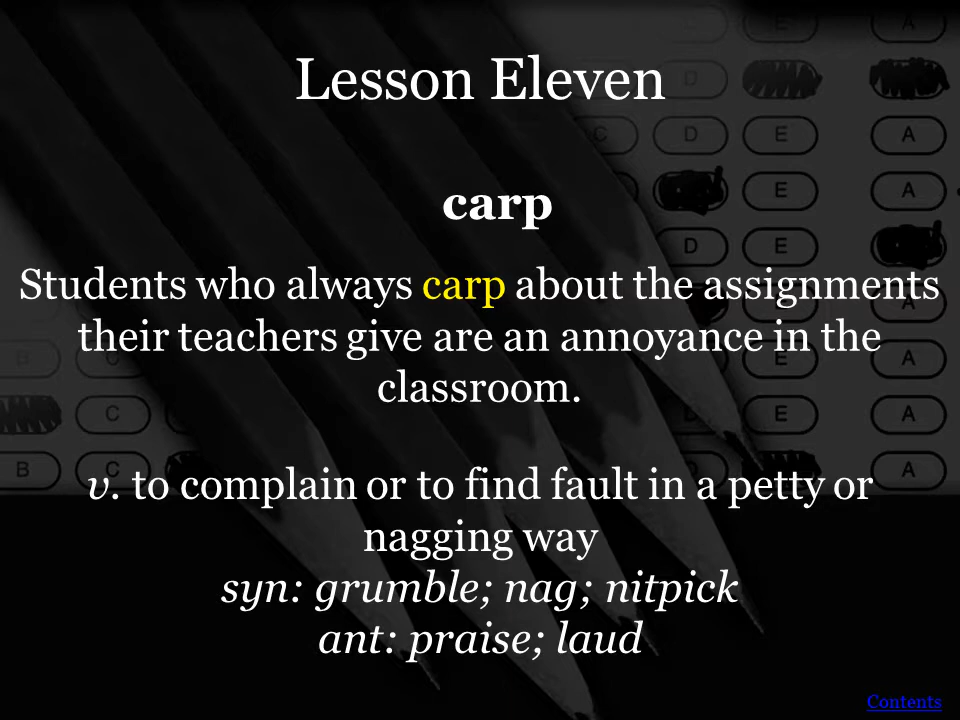 Lesson Eleven
carp
Students who always carp about the assignments
their teachers give are an annoyance in the
classroom.
v. to complain or to find fault in a petty or
nagging way
syn: grumble; nag; nitpick
ant: praise; laud
Contents